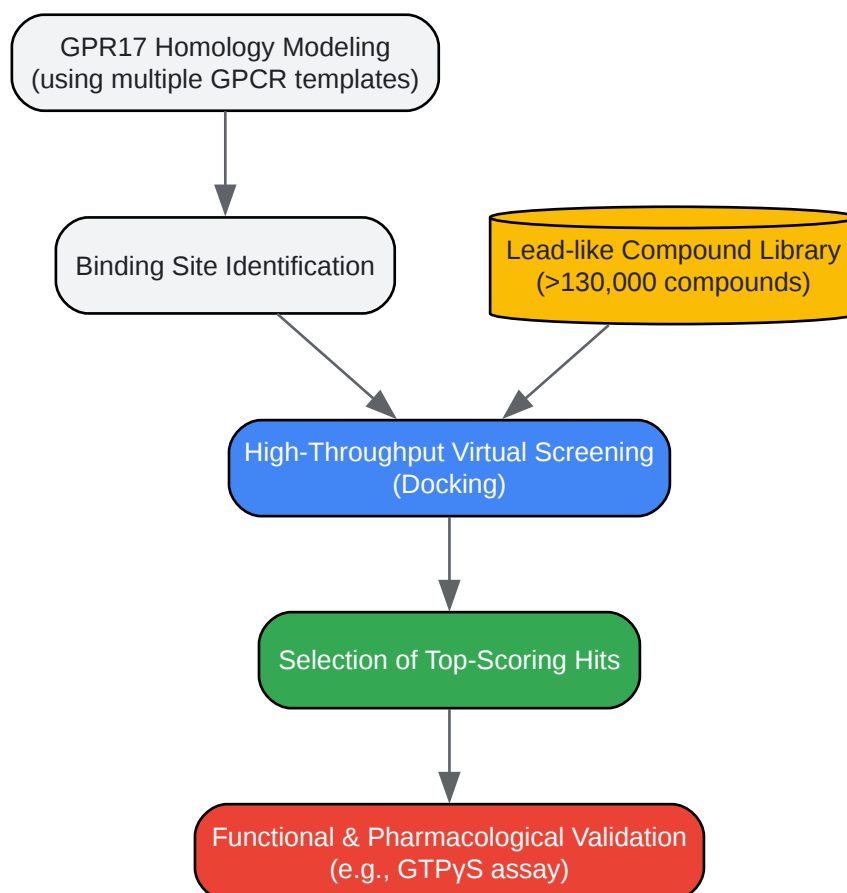 GPR17 Homology Modeling
(using multiple GPCR templates)
Binding Site Identification
Lead-like Compound Library
(>130,000 compounds)
High-Throughput Virtual Screening
(Docking)
Selection of Top-Scoring Hits
Functional & Pharmacological Validation
(e.g., GTPγS assay)